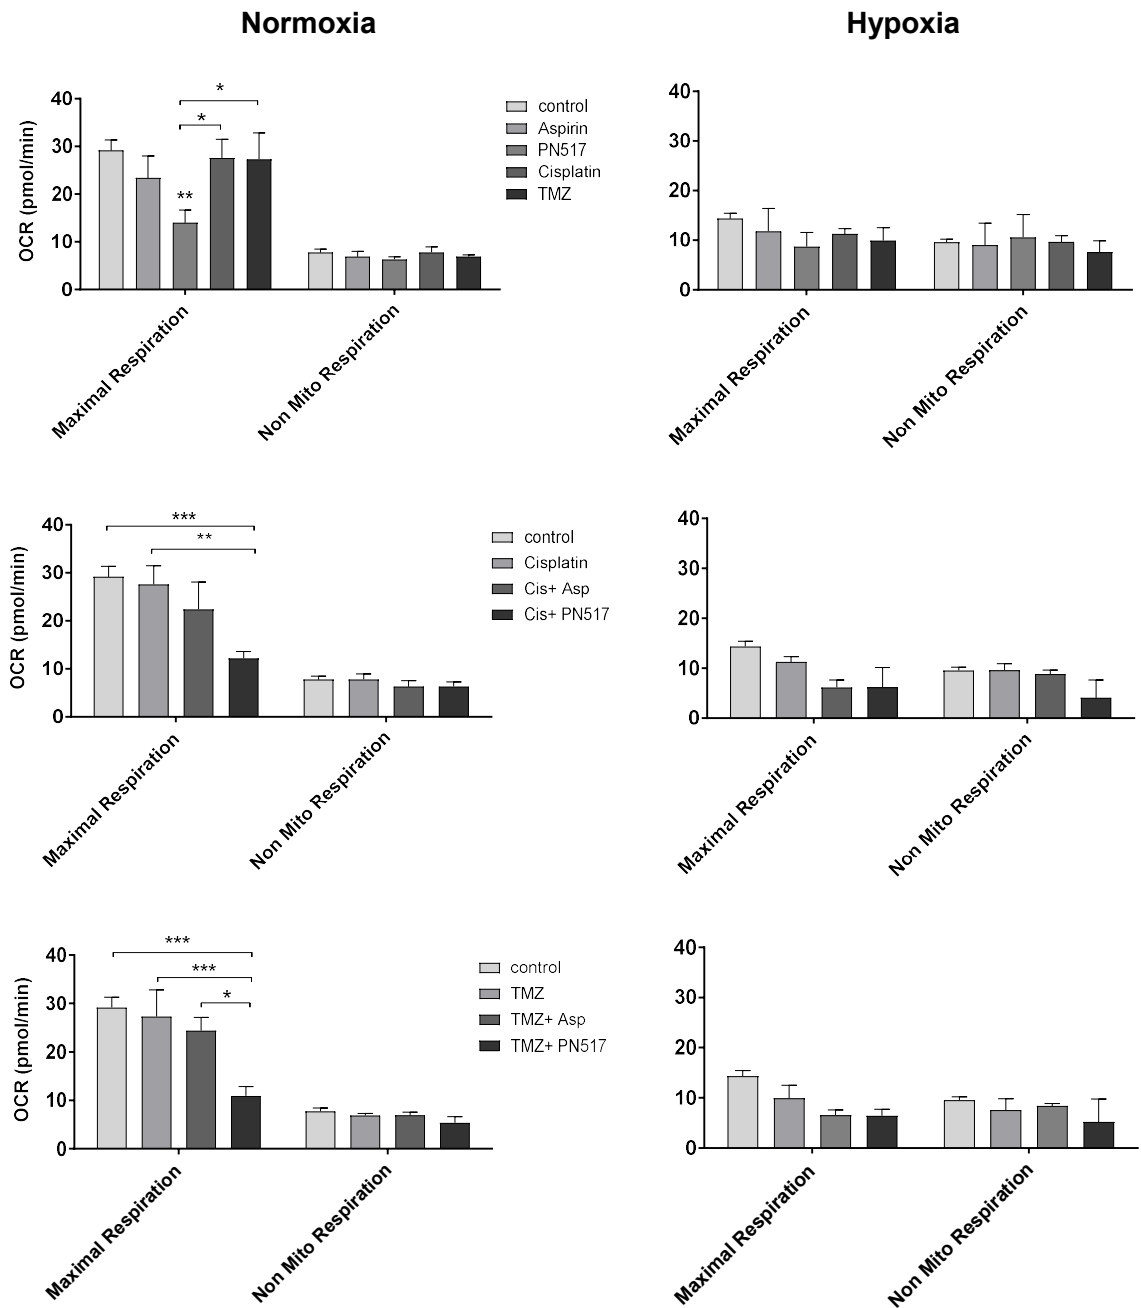 Normoxia
Hypoxia
OCR (pmol/min)
40
30
20
10
0
*
*
**
control
Aspirin
PN517
Cisplatin
TMZ
Maximal Respiration
Non Mito Respiration
40
30
20
10
0
Maximal Respiration
Non Mito Respiration
OCR (pmol/min)
40
30
20
10
0
***
**
control
Cisplatin
Cis+ Asp
Cis+ PN517
Maximal Respiration
Non Mito Respiration
40
30
20
10
0
Maximal Respiration
Non Mito Respiration
OCR (pmol/min)
40
30
20
10
0
***
***
*
control
TMZ
TMZ+ Asp
TMZ+ PN517
Maximal Respiration
Non Mito Respiration
40
30
20
10
0
Maximal Respiration
Non Mito Respiration